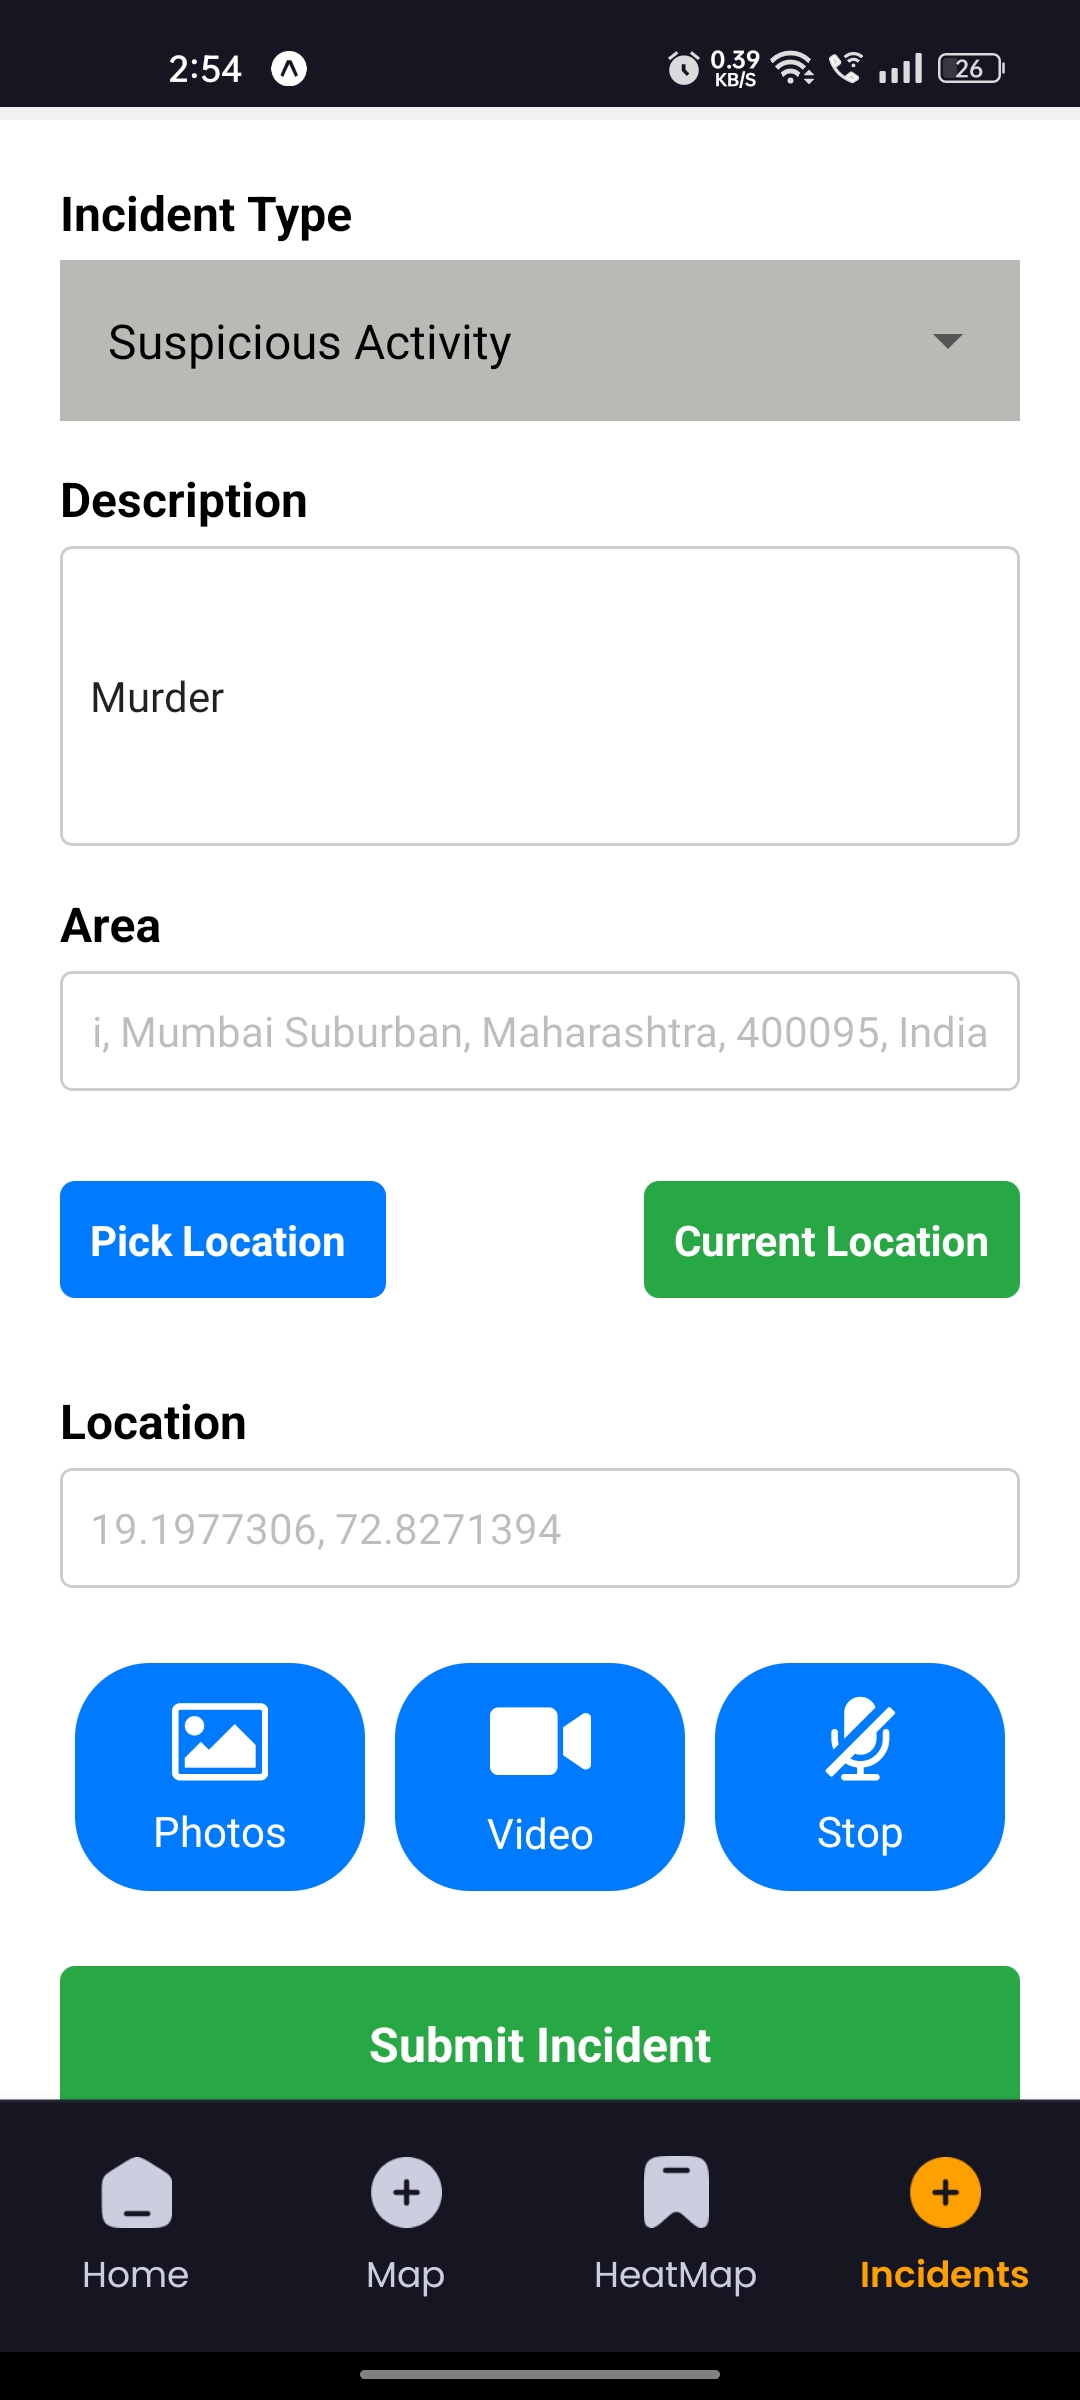 2:54
0.39
KB/S
26
Incident Type
Suspicious Activity
Description
Murder
Area
i, Mumbai Suburban, Maharashtra, 400095, India
Pick Location
Current Location
Location
19.1977306, 72.8271394
Photos
Video
Stop
Submit Incident
Home
Map
HeatMap
Incidents